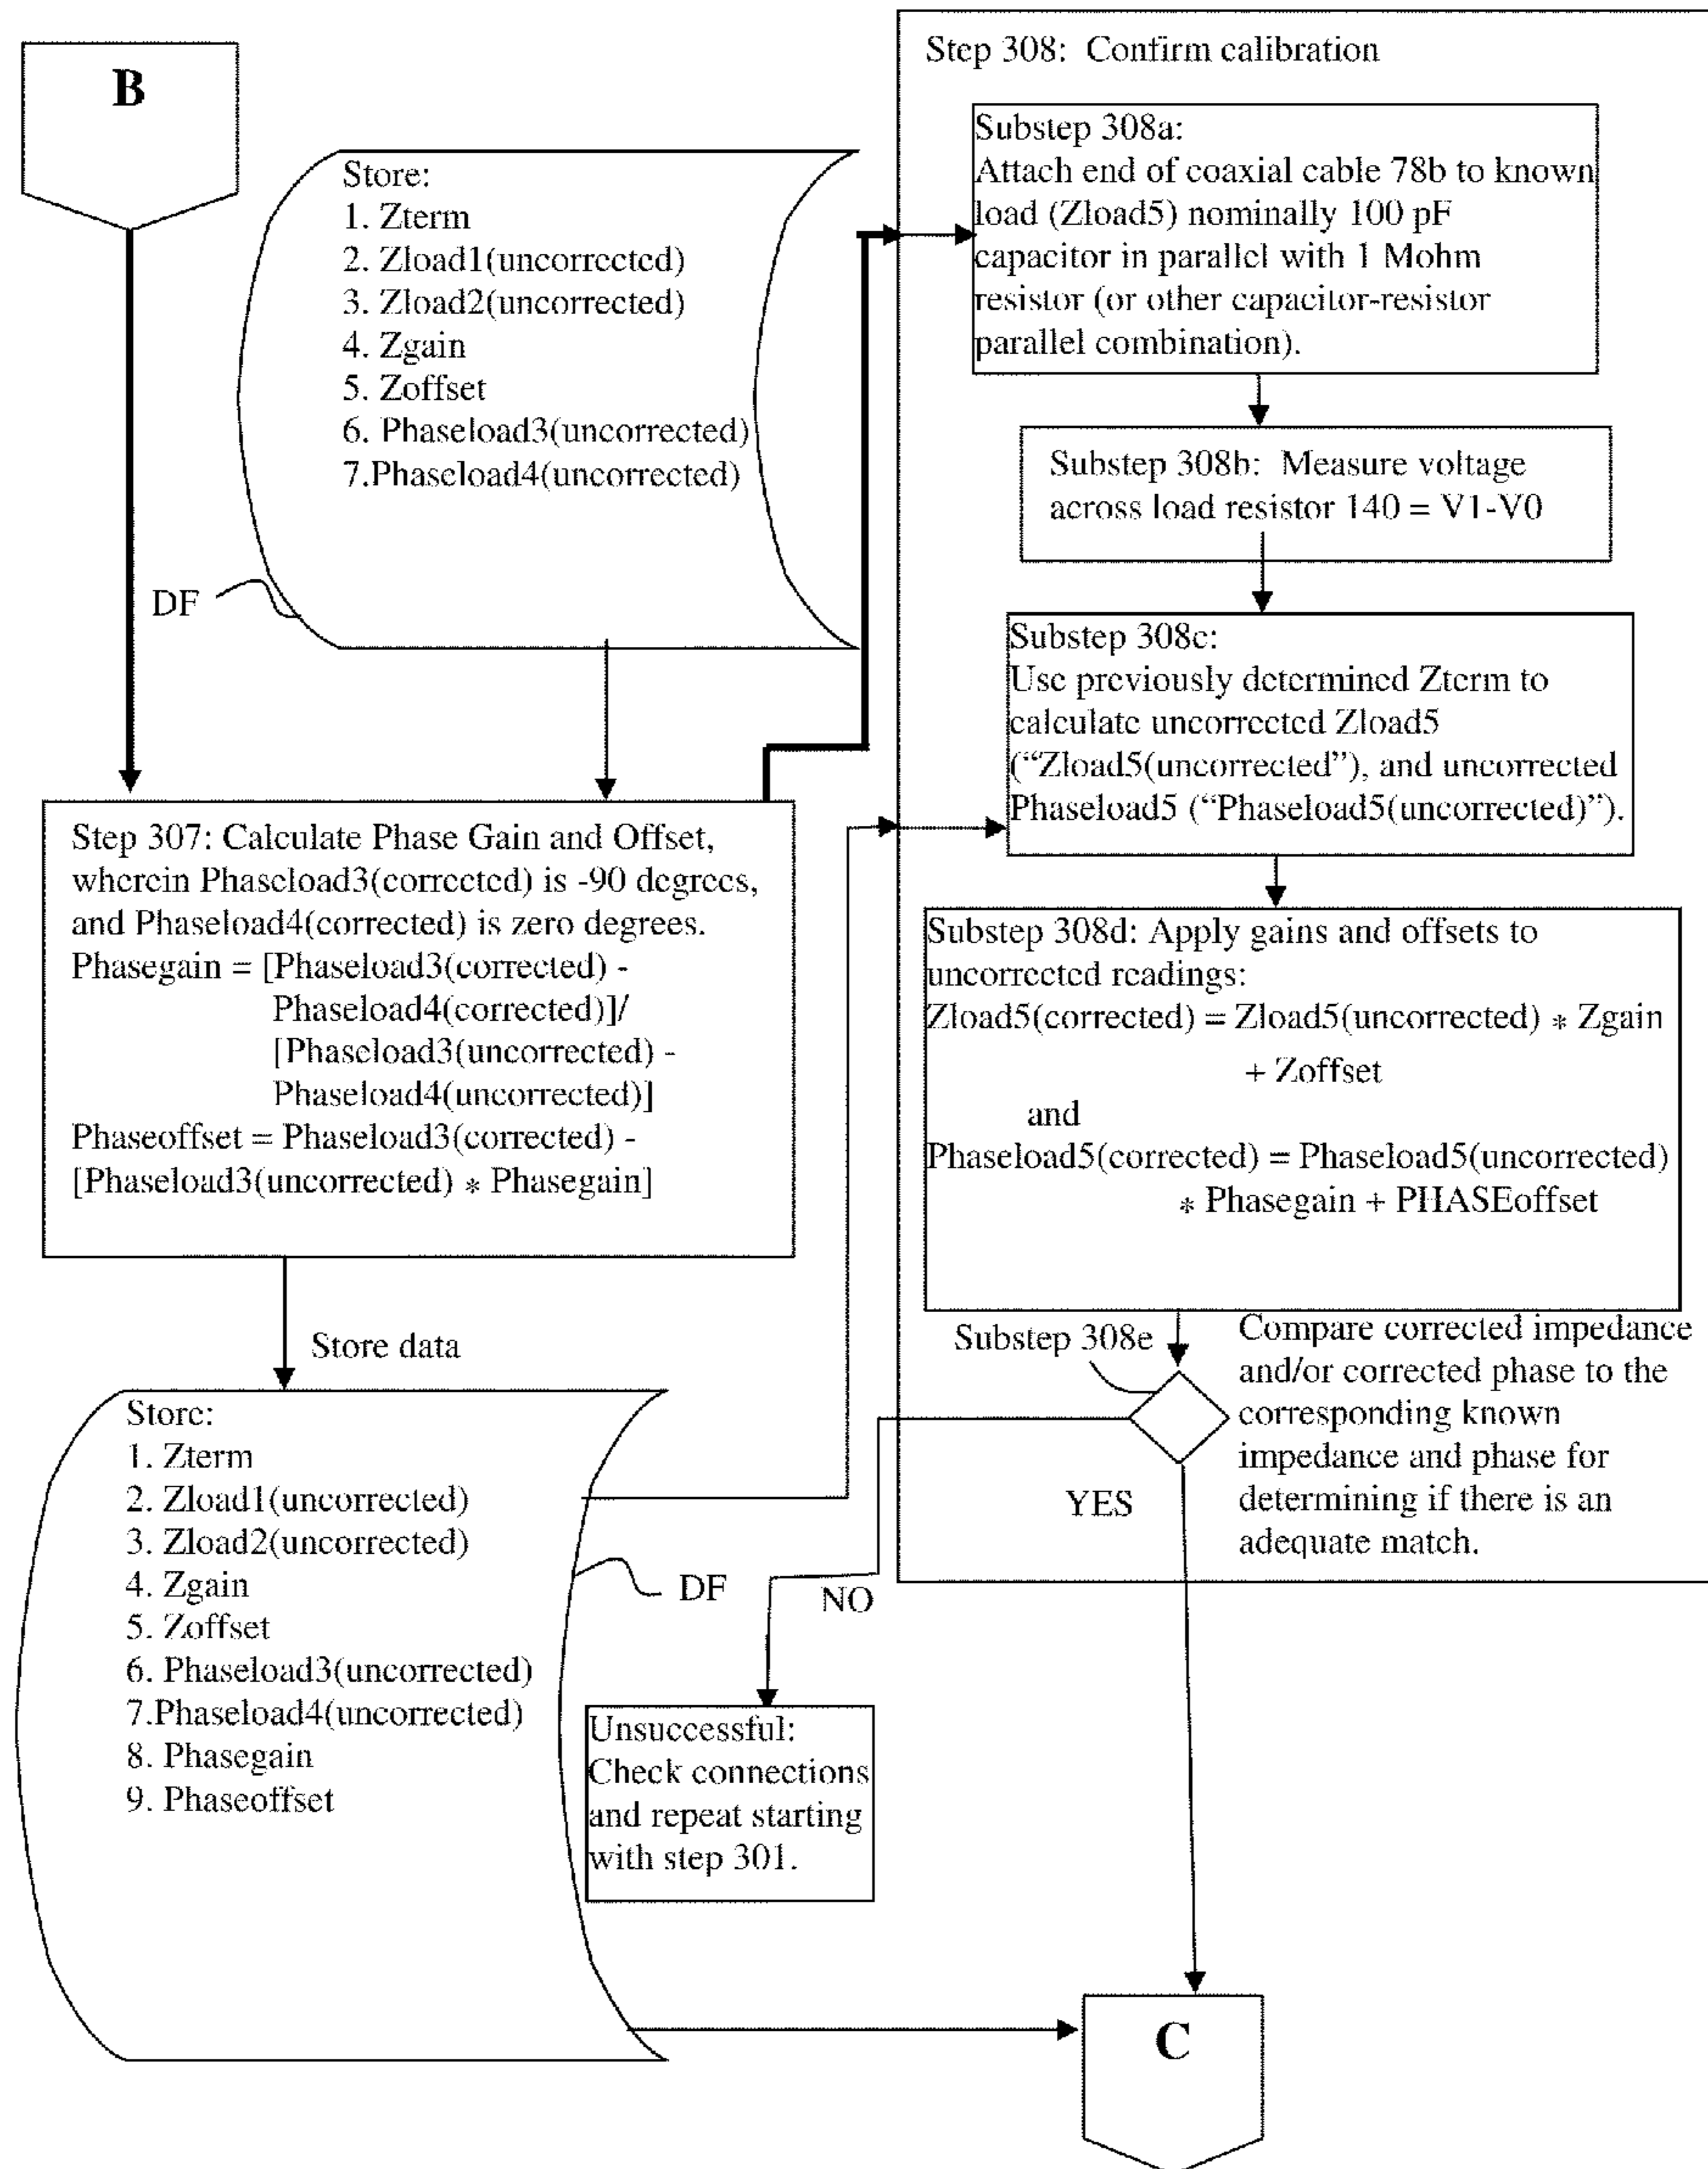 B
Store:
1. Zterm
2. Zload1(uncorrected)
3. Zload2(uncorrected)
4. Zgain
5. Zoffset
6. Phaseload3(uncorrected)
7.Phaseload4(uncorrected)
DF
Step 307: Calculate Phase Gain and Offset,
wherein Phaseload3(corrected) is -90 degrees,
and Phaseload4(corrected) is zero degrees.
Phasegain = [Phaseload3(corrected) -
Phaseload4(corrected)]/
[Phaseload3(uncorrected) -
Phaseload4(uncorrected)]
Phaseoffset = Phaseload3(corrected) -
[Phaseload3(uncorrected) * Phasegain]
Store data
Store:
1. Zterm
2. Zload1(uncorrected)
3. Zload2(uncorrected)
4. Zgain
5. Zoffset
6. Phaseload3(uncorrected)
7.Phaseload4(uncorrected)
8. Phasegain
9. Phaseoffset
DF
Step 308: Confirm calibration
Substep 308a:
Attach end of coaxial cable 78b to known
load (Zload5) nominally 100 pF
capacitor in parallel with 1 Mohm
resistor (or other capacitor-resistor
parallel combination).
Substep 308b: Measure voltage
across load resistor 140 = V1-V0
Substep 308c:
Use previously determined Zterm to
calculate uncorrected Zload5
(“Zload5(uncorrected”), and uncorrected
Phaseload5 (“Phaseload5(uncorrected)”).
Substep 308d: Apply gains and offsets to
uncorrected readings:
Zload5(corrected) = Zload5(uncorrected) * Zgain
+ Zoffset
and
Phaseload5(corrected) = Phaseload5(uncorrected)
* Phasegain + PHASEoffset
Substep 308e
Compare corrected impedance
and/or corrected phase to the
corresponding known
impedance and phase for
determining if there is an
adequate match.
YES
NO
Unsuccessful:
Check connections
and repeat starting
with step 301.
C